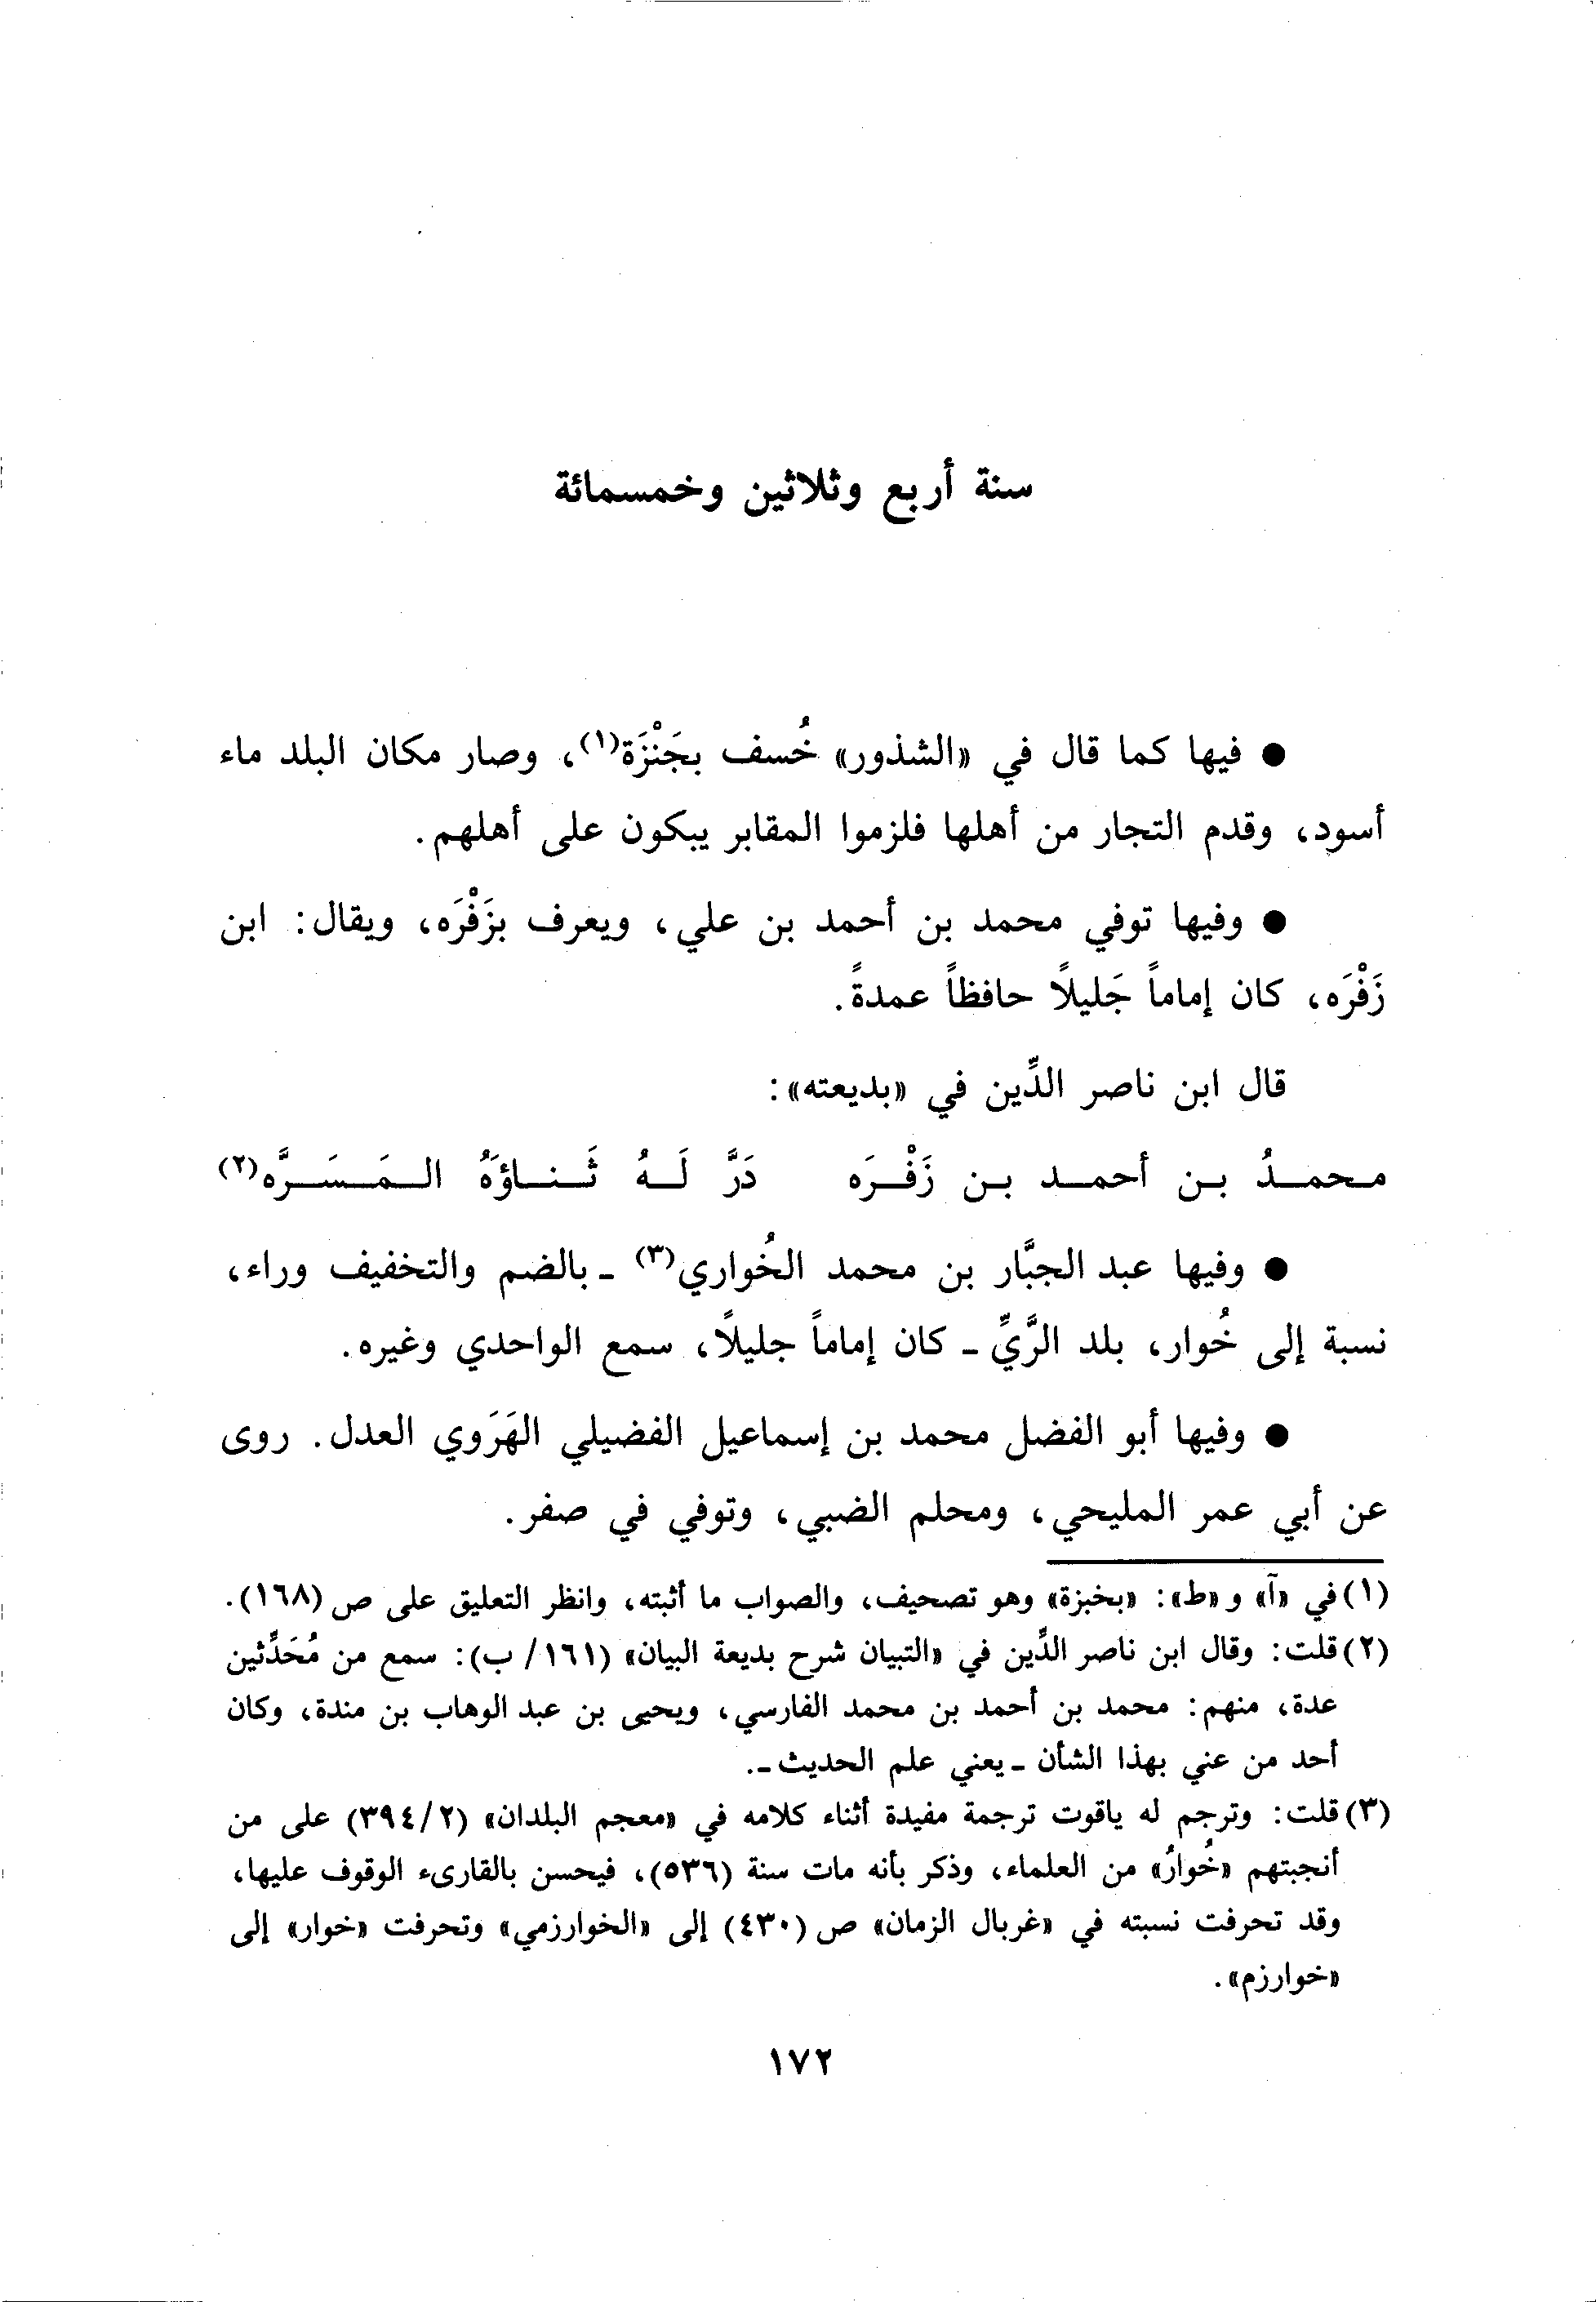 سنة أربع وثلاثين وخمسمائة
● فيها كما قال في «الشذور» خُسف بجَنْزَة(١)، وصار مكان البلد ماء
أسود، وقدم التجار من أهلها فلزموا المقابر يبكون على أهلهم.
● وفيها توفي محمد بن أحمد بن علي، ويعرف بزَفْرَه، ويقال: ابن
زَفْرَه، كان إماماً جَليلاً حافظاً عمدةً.
قال ابن ناصر الدِّين في «بديعته»:
محمدُ بن أحمد بن زَفْرَه دَرَّ لَهُ ثَناؤهُ المَسَرَّه(٢)
● وفيها عبد الجبَّار بن محمد الخُواري(٣) - بالضم والتخفيف وراء،
نسبة إلى خُوار، بلد الرَّيِّ - كان إماماً جليلاً، سمع الواحدي وغيره.
● وفيها أبو الفضل محمد بن إسماعيل الفضيلي الهَرَوي العدل. روى
عن أبي عمر المليحي، ومحلم الضبي، وتوفي في صفر.
(١) في «آ» و«ط»: «بخبزة» وهو تصحيف، والصواب ما أثبته، وانظر التعليق على ص (١٦٨).
(٢) قلت: وقال ابن ناصر الدِّين في «التبيان شرح بديعة البيان» (١٦١/ ب): سمع من مُحَدِّثين
عدة، منهم: محمد بن أحمد بن محمد الفارسي، ويحيى بن عبد الوهاب بن مندة، وكان
أحد من عني بهذا الشأن - يعني علم الحديث -.
(٣) قلت: وترجم له ياقوت ترجمة مفيدة أثناء كلامه في «معجم البلدان» (٣٩٤/٢) على من
أنجبتهم «خُوارُ» من العلماء، وذكر بأنه مات سنة (٥٣٦)، فيحسن بالقارىء الوقوف عليها،
وقد تحرفت نسبته في «غربال الزمان» ص (٤٣٠) إلى «الخوارزمي» وتحرفت «خوار» إلى
«خوارزم».
١٧٢